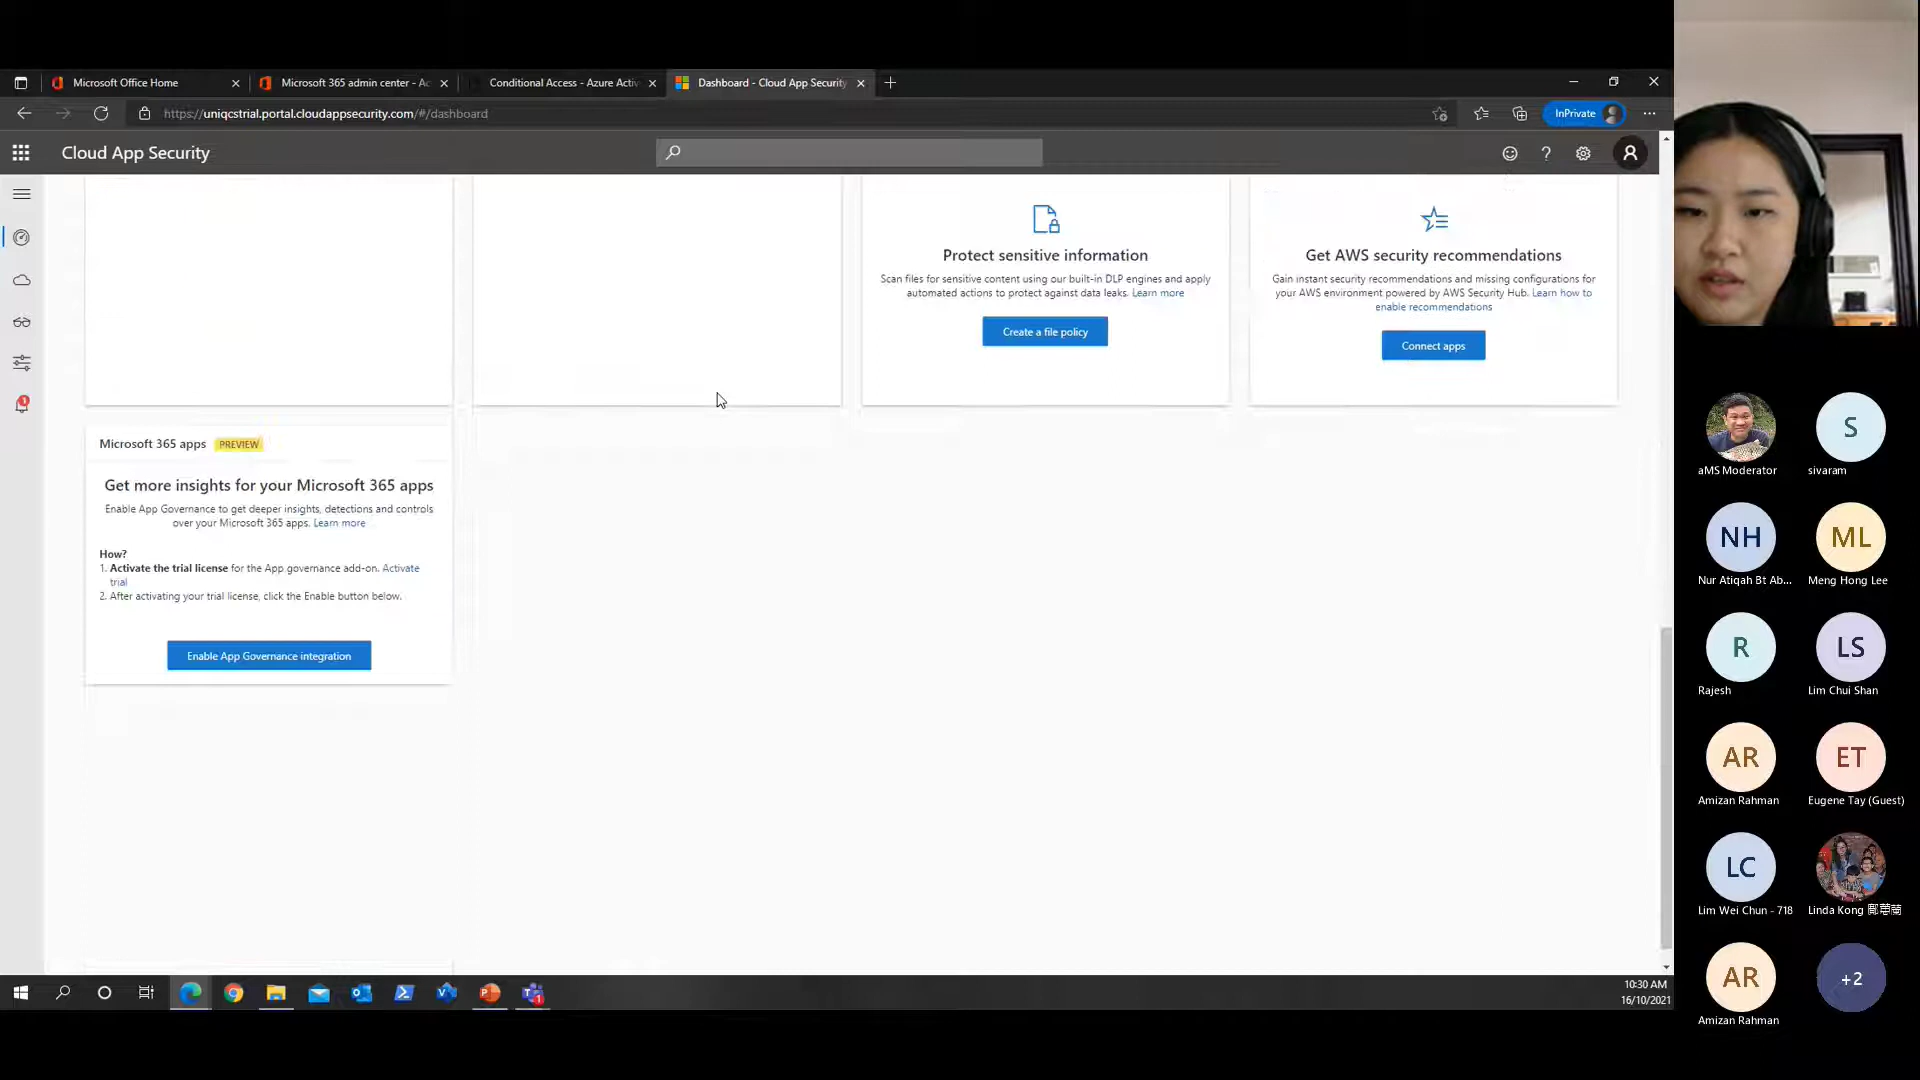 Microsoft Office Home
Microsoft 365 admin center - Ac
Conditional Access - Azure Activ
Dashboard - Cloud App Security
https://uniqcstrial.portal.cloudappsecurity.com/#/dashboard
InPrivate
Cloud App Security
Protect sensitive information
Scan files for sensitive content using our built-in DLP engines and apply
automated actions to protect against data leaks. Learn more
Create a file policy
Get AWS security recommendations
Gain instant security recommendations and missing configurations for
your AWS environment powered by AWS Security Hub. Learn how to
enable recommendations
Connect apps
1
Microsoft 365 apps PREVIEW
Get more insights for your Microsoft 365 apps
Enable App Governance to get deeper insights, detections and controls
over your Microsoft 365 apps. Learn more
How?
1. Activate the trial license for the App governance add-on. Activate
trial
2. After activating your trial license, click the Enable button below.
Enable App Governance integration
10:30 AM
16/10/2021
aMS Moderator
S
sivaram
NH
Nur Atiqah Bt Ab...
ML
Meng Hong Lee
R
Rajesh
LS
Lim Chui Shan
AR
Amizan Rahman
ET
Eugene Tay (Guest)
LC
Lim Wei Chun - 718
Linda Kong
AR
Amizan Rahman
+2